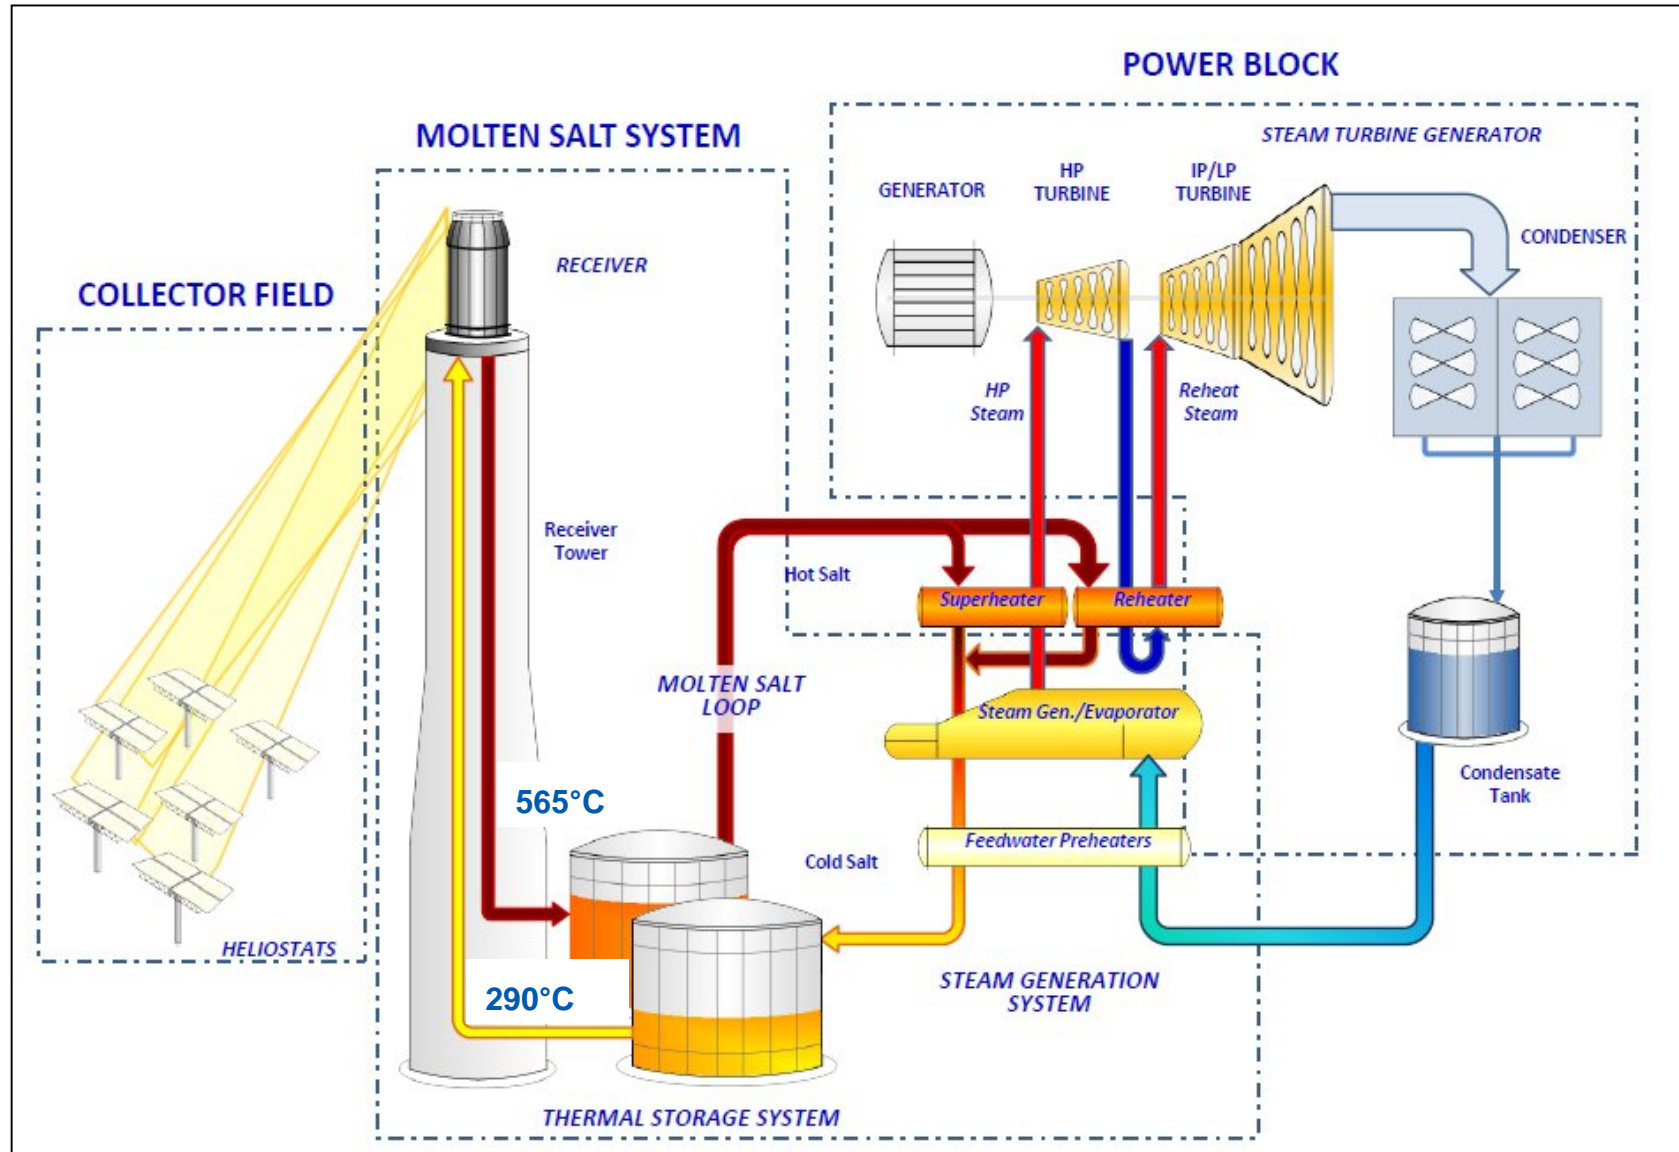 POWER BLOCK
MOLTEN SALT SYSTEM
STEAM TURBINE GENERATOR
GENERATOR
HP
TURBINE
IP/LP
TURBINE
CONDENSER
RECEIVER
COLLECTOR FIELD
HP
Steam
Reheat
Steam
Receiver
Tower
Hot Salt
Superheater
Reheater
MOLTEN SALT
LOOP
Steam Gen./Evaporator
Condensate
Tank
565°C
Feedwater Preheaters
Cold Salt
HELIOSTATS
290°C
STEAM GENERATION
SYSTEM
THERMAL STORAGE SYSTEM